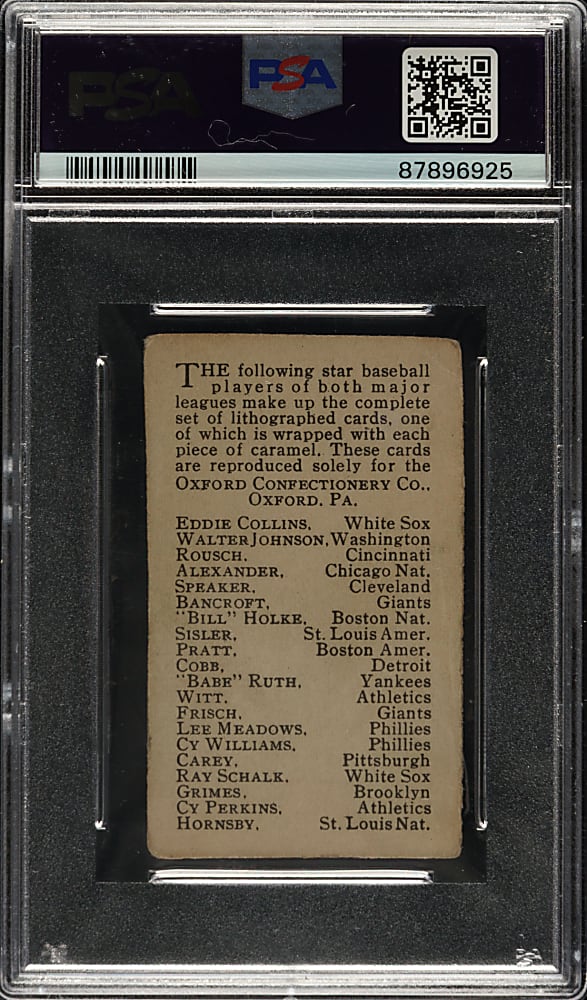 PSA
PSA
87896925
THE following star baseball
players of both major
leagues make up the complete
set of lithographed cards, one
of which is wrapped with each
piece of caramel. These cards
are reproduced solely for the
OXFORD CONFECTIONERY CO.,
OXFORD, PA.
EDDIE COLLINS, White Sox
WALTER JOHNSON, Washington
ROUSCH, Cincinnati
ALEXANDER, Chicago Nat.
SPEAKER, Cleveland
BANCROFT, Giants
"BILL" HOLKE, Boston Nat.
SISLER, St. Louis Amer.
PRATT, Boston Amer.
COBB, Detroit
"BABE" RUTH, Yankees
WITT, Athletics
FRISCH, Giants
LEE MEADOWS, Phillies
CY WILLIAMS, Phillies
CAREY, Pittsburgh
RAY SCHALK, White Sox
GRIMES, Brooklyn
CY PERKINS, Athletics
HORNSBY, St. Louis Nat.